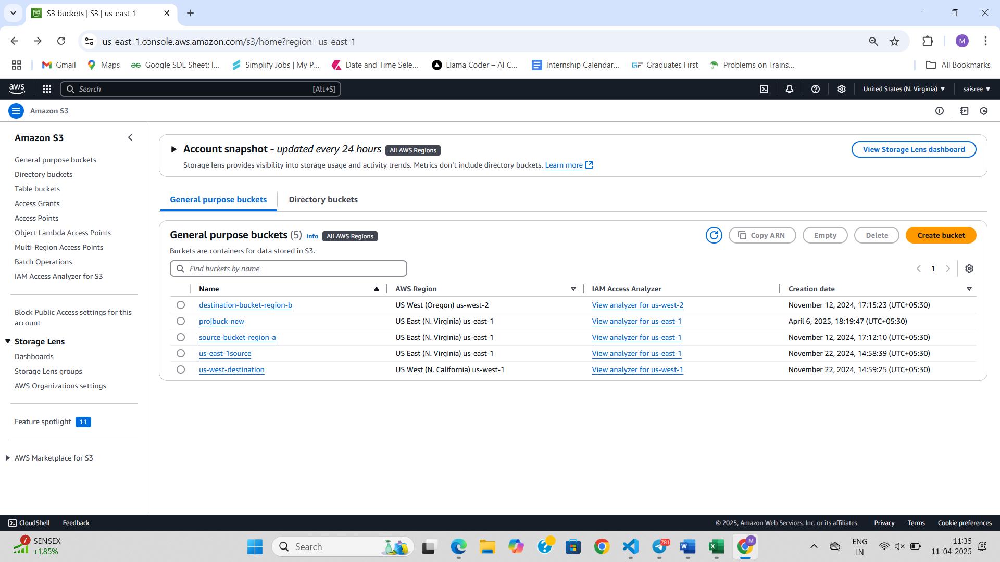 S3 buckets | S3 | us-east-1
us-east-1.console.aws.amazon.com/s3/home?region=us-east-1
M
Gmail
Maps
Google SDE Sheet: I...
Simplify Jobs | My P...
Date and Time Sele...
Llama Coder – AI C...
Internship Calendar...
Graduates First
Problems on Trains...
All Bookmarks
aws
Search
[Alt+S]
United States (N. Virginia)
saisree
Amazon S3
Amazon S3
General purpose buckets
Directory buckets
Table buckets
Access Grants
Access Points
Object Lambda Access Points
Multi-Region Access Points
Batch Operations
IAM Access Analyzer for S3
Block Public Access settings for this
account
Storage Lens
Dashboards
Storage Lens groups
AWS Organizations settings
Feature spotlight 11
AWS Marketplace for S3
Account snapshot - updated every 24 hours All AWS Regions
Storage lens provides visibility into storage usage and activity trends. Metrics don't include directory buckets. Learn more
View Storage Lens dashboard
General purpose buckets
Directory buckets
General purpose buckets (5) Info All AWS Regions
Copy ARN
Empty
Delete
Create bucket
Buckets are containers for data stored in S3.
Find buckets by name
1
Name AWS Region IAM Access Analyzer Creation date
destination-bucket-region-b US West (Oregon) us-west-2 View analyzer for us-west-2 November 12, 2024, 17:15:23 (UTC+05:30)
projbuck-new US East (N. Virginia) us-east-1 View analyzer for us-east-1 April 6, 2025, 18:19:47 (UTC+05:30)
source-bucket-region-a US East (N. Virginia) us-east-1 View analyzer for us-east-1 November 12, 2024, 17:12:10 (UTC+05:30)
us-east-1source US East (N. Virginia) us-east-1 View analyzer for us-east-1 November 22, 2024, 14:58:39 (UTC+05:30)
us-west-destination US West (N. California) us-west-1 View analyzer for us-west-1 November 22, 2024, 14:59:25 (UTC+05:30)
CloudShell
Feedback
© 2025, Amazon Web Services, Inc. or its affiliates.
Privacy
Terms
Cookie preferences
7
SENSEX
+1.85%
Search
781
M
ENG
IN
11:35
11-04-2025